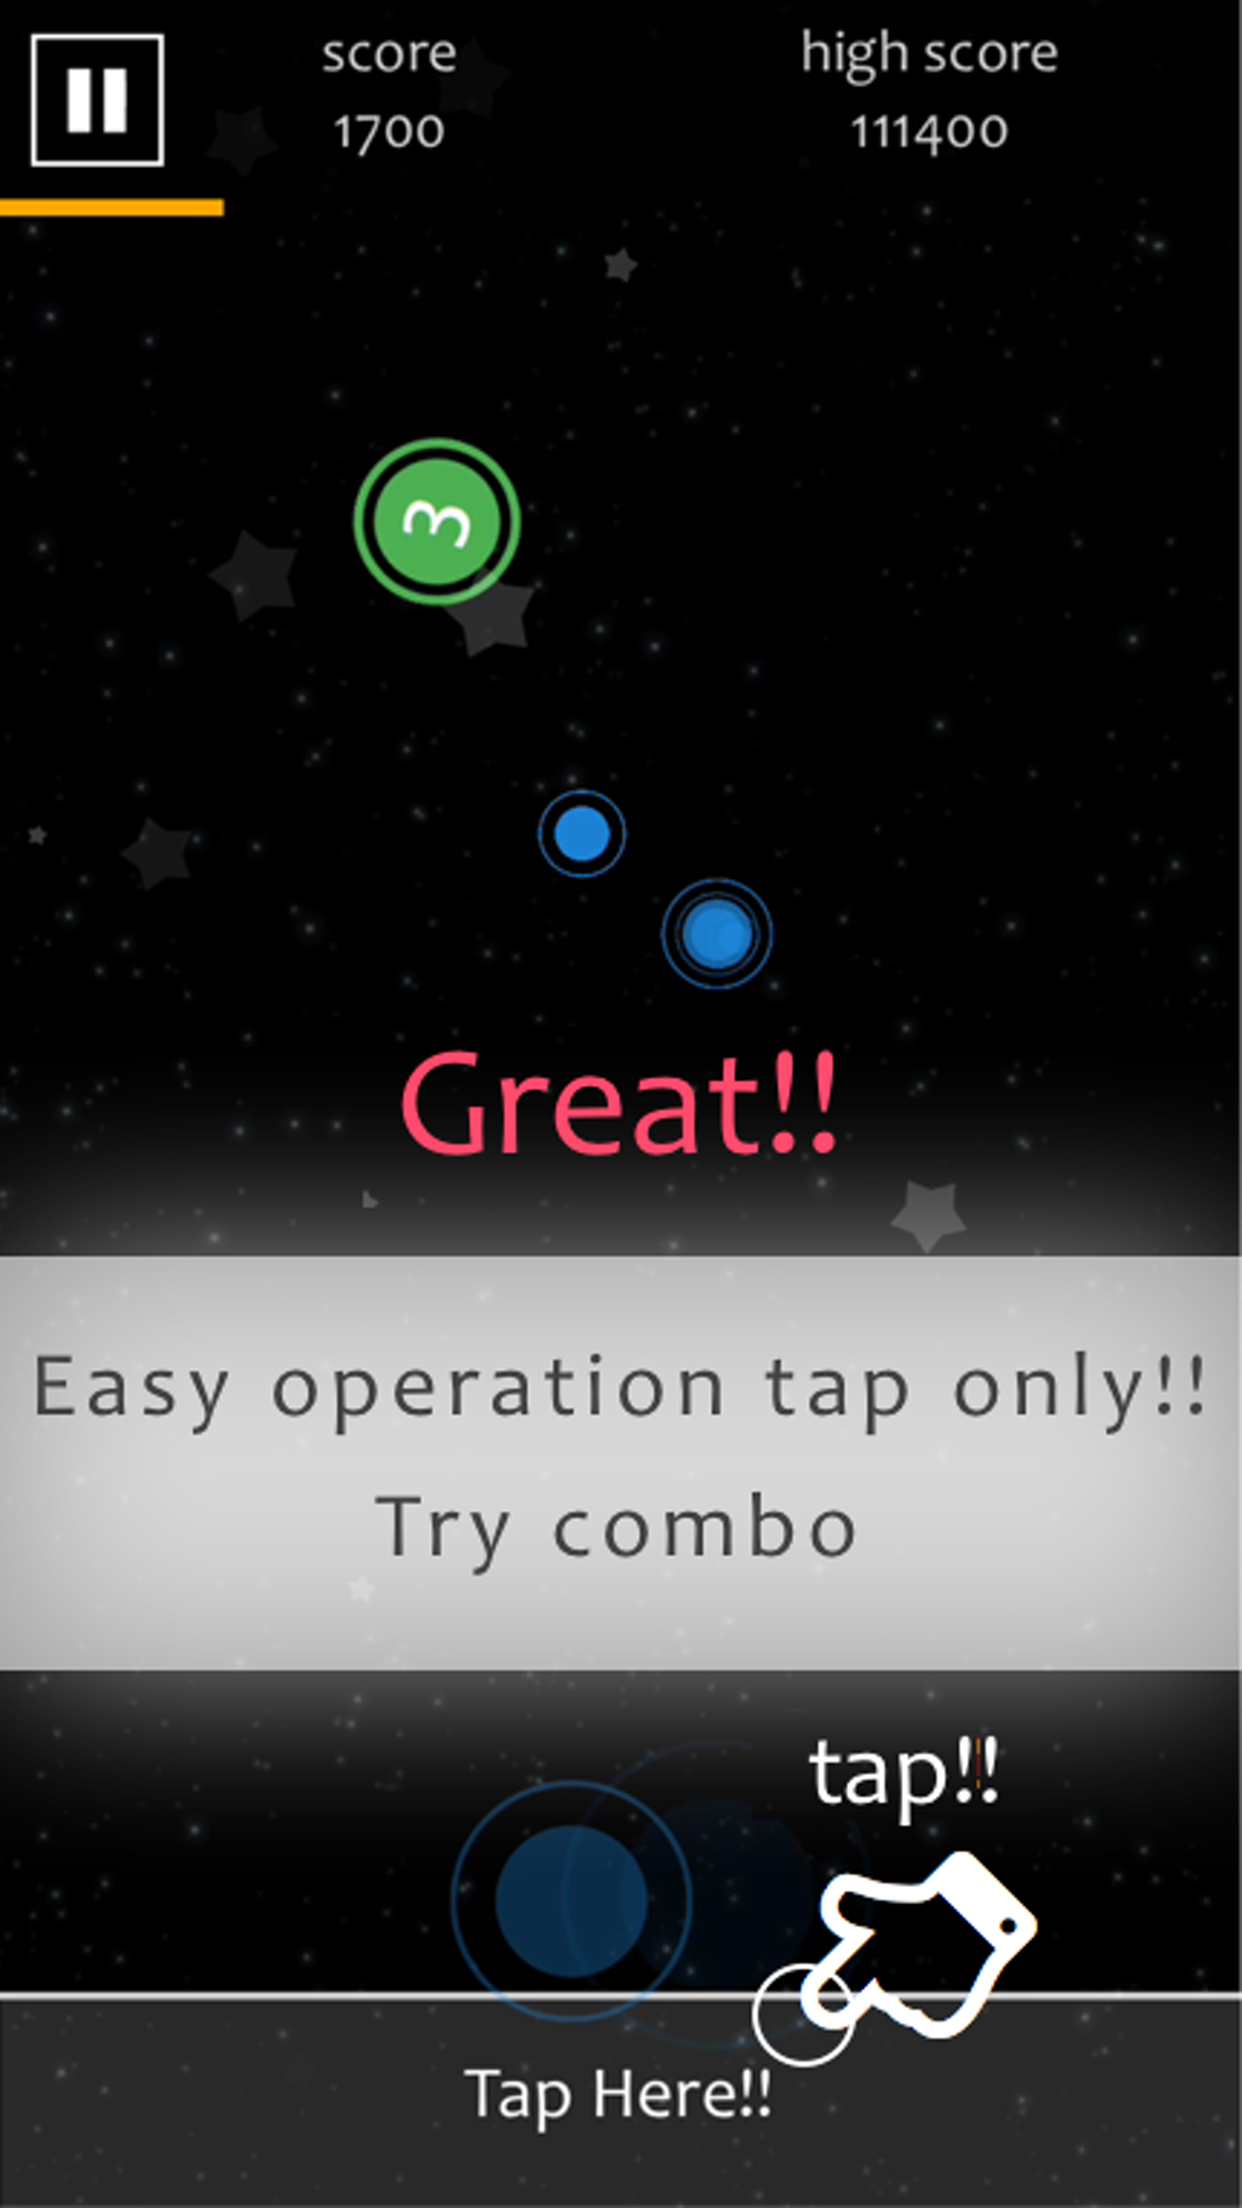 score
high score
1700
111400
3
Great!!
Easy operation tap only!!
Try combo
tap!!
Tap Here!!